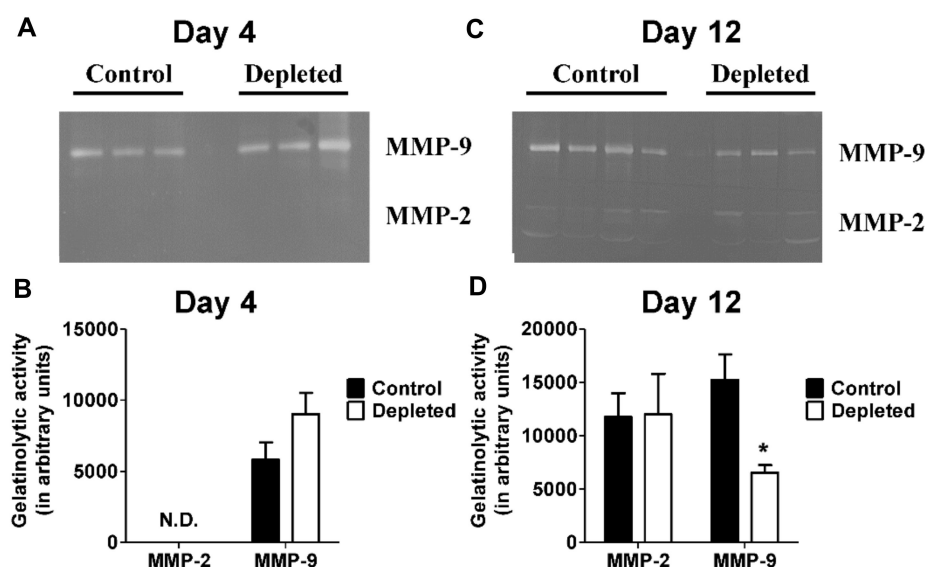 A
Day 4
Control Depleted
MMP-9
MMP-2
C
Day 12
Control Depleted
MMP-9
MMP-2
B
Day 4
Gelatinolytic activity
(in arbitrary units)
15000
10000
5000
0
N.D.
MMP-2 MMP-9
Control
Depleted
D
Day 12
Gelatinolytic activity
(in arbitrary units)
20000
15000
10000
5000
0
*
MMP-2 MMP-9
Control
Depleted